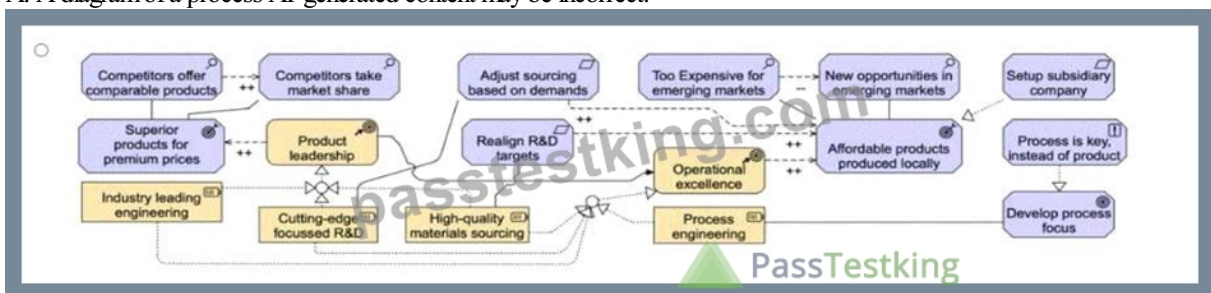 A. A diagram of a process AI-generated content may be incorrect.
Competitors offer
comparable products
++
Competitors take
market share
Adjust sourcing
based on demands
++
Too Expensive for
emerging markets
--
New opportunities in
emerging markets
Setup subsidiary
company
Superior
products for
premium prices
++
Product
leadership
Realign R&D
targets
++
Operational
excellence
++
Affordable products
produced locally
Process is key,
instead of product
Industry leading
engineering
Cutting-edge
focussed R&D
High-quality
materials sourcing
Process
engineering
Develop process
focus
passtestking.com
PassTestking